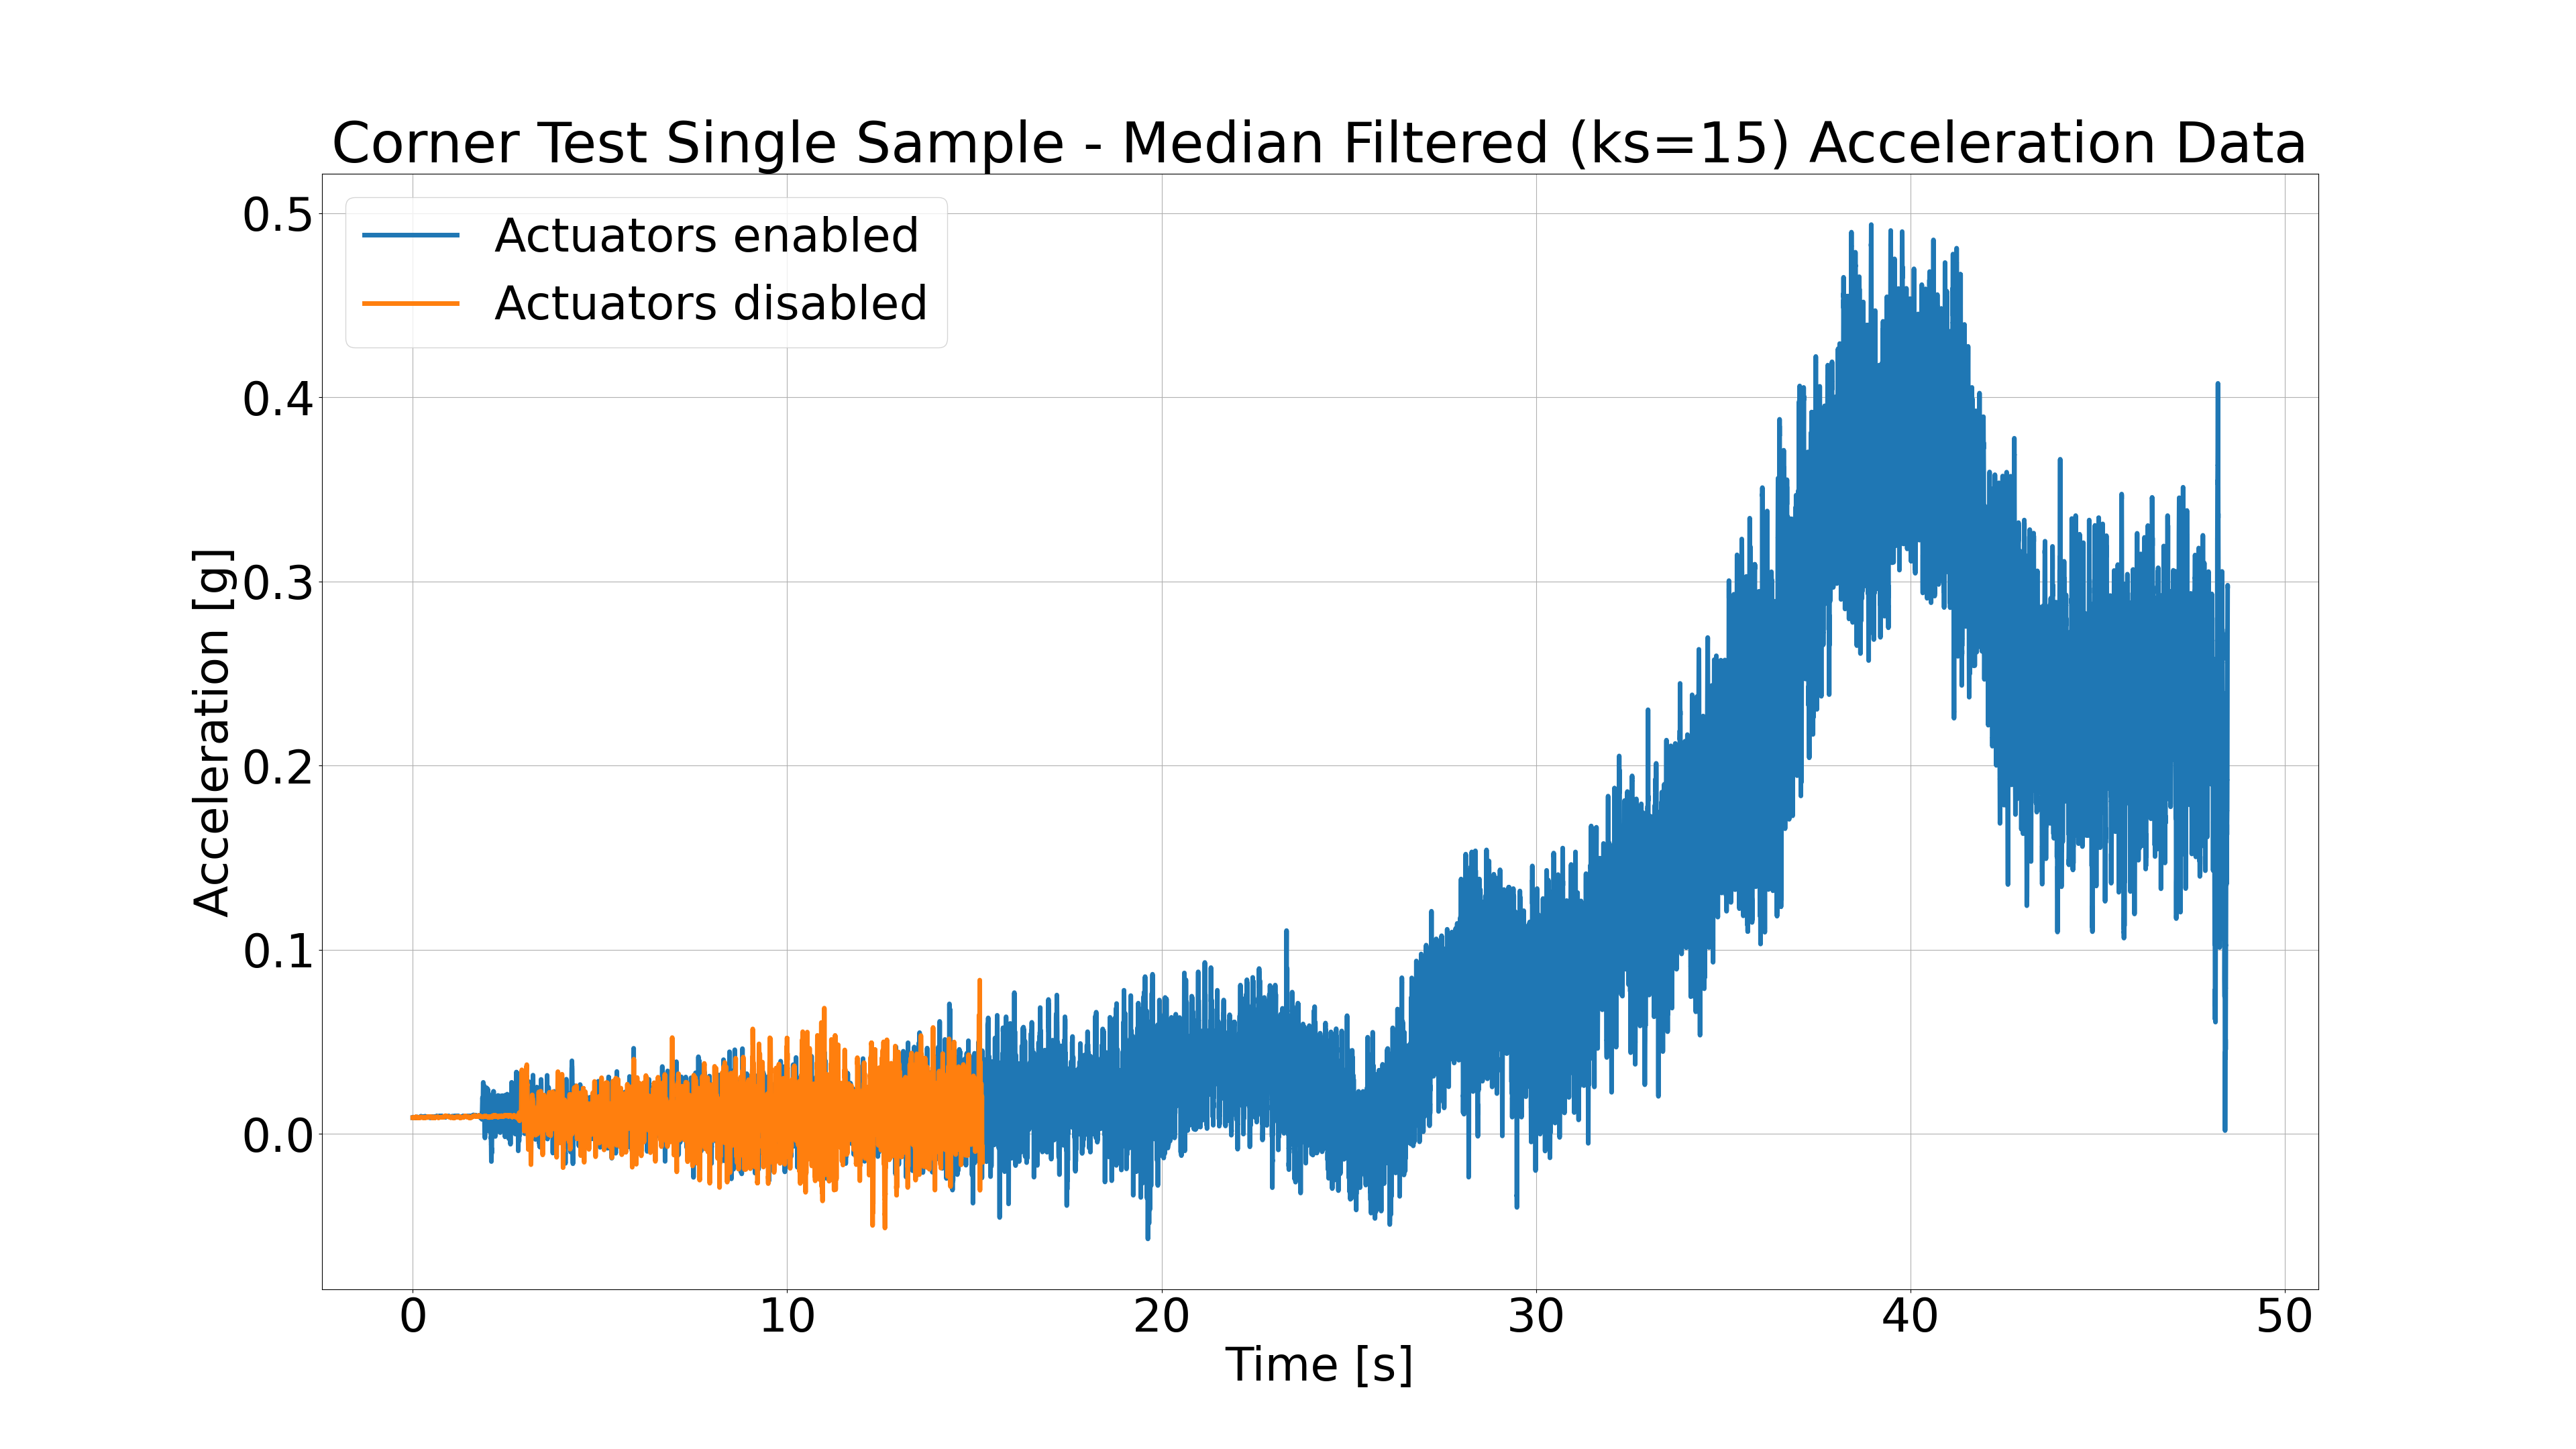 Corner Test Single Sample - Median Filtered (ks=15) Acceleration Data
Actuators enabled
Actuators disabled
Acceleration [g]
0.5
0.4
0.3
0.2
0.1
0.0
0 10 20 30 40 50
Time [s]